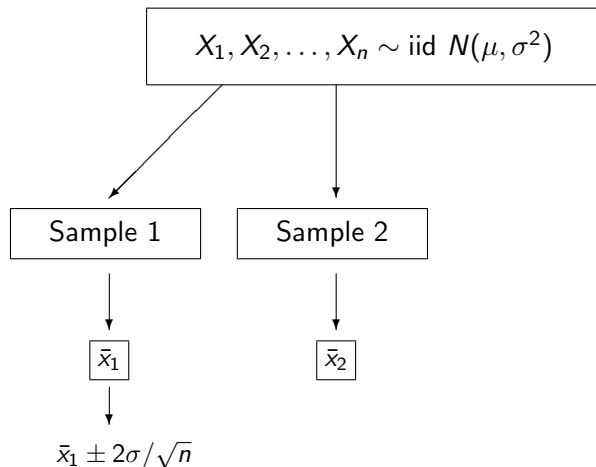 X₁, X₂, . . . , Xₙ ∼ iid N(μ, σ²)
Sample 1
Sample 2
x̄₁
x̄₂
x̄₁ ± 2σ/√n